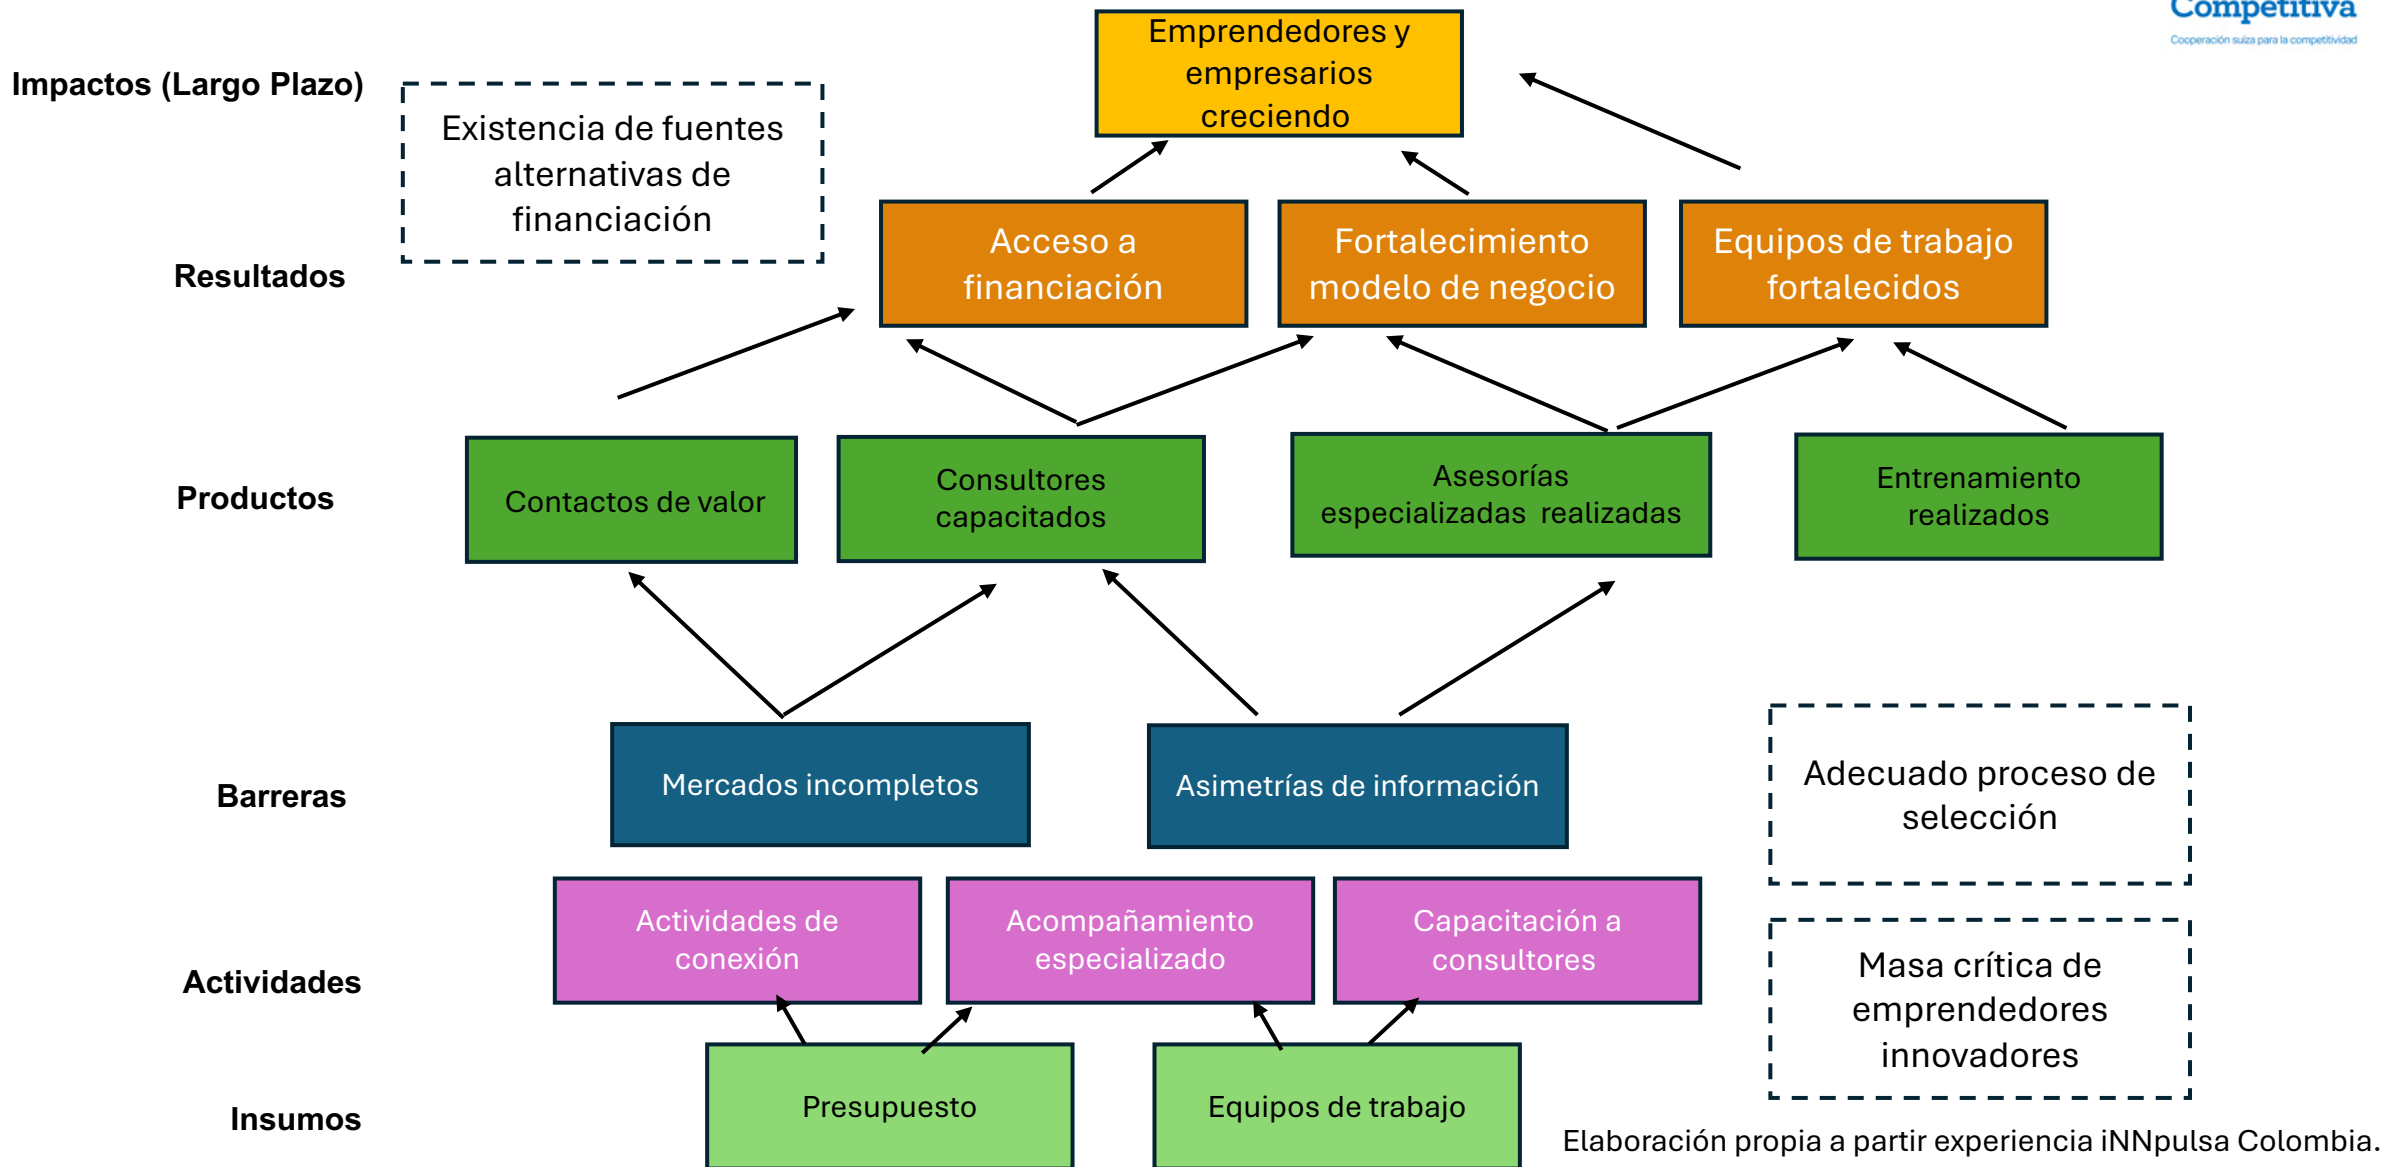 Competitiva
Cooperación suiza para la competitividad
Emprendedores y
empresarios
creciendo
Impactos (Largo Plazo)
Existencia de fuentes
alternativas de
financiación
Resultados
Acceso a
financiación
Fortalecimiento
modelo de negocio
Equipos de trabajo
fortalecidos
Productos
Contactos de valor
Consultores
capacitados
Asesorías
especializadas  realizadas
Entrenamiento
realizados
Barreras
Mercados incompletos
Asimetrías de información
Adecuado proceso de
selección
Actividades
Actividades de
conexión
Acompañamiento
especializado
Capacitación a
consultores
Masa crítica de
emprendedores
innovadores
Insumos
Presupuesto
Equipos de trabajo
Elaboración propia a partir experiencia iNNpulsa Colombia.